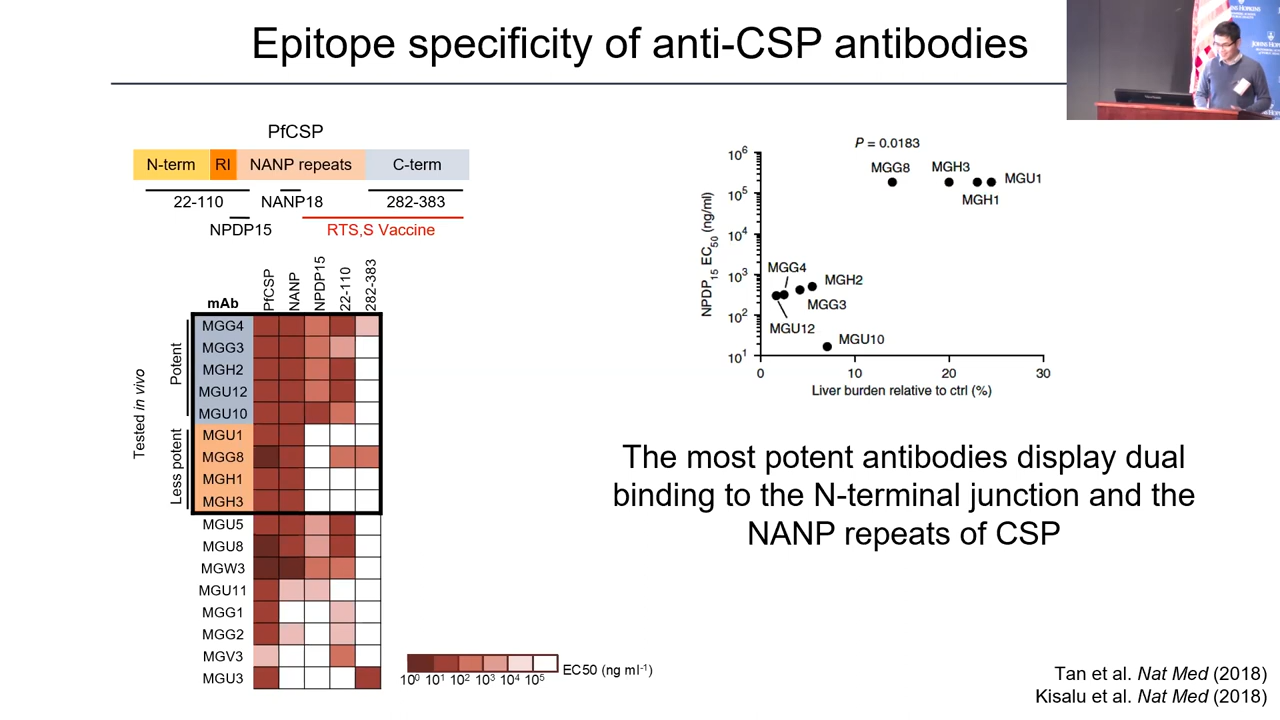 Epitope specificity of anti-CSP antibodies
PfCSP
N-term RI NANP repeats C-term
22-110 NANP18 282-383
NPDP15 RTS,S Vaccine
mAb PfCSP NANP NPDP15 22-110 282-383
Tested in vivo
Potent
MGG4
MGG3
MGH2
MGU12
MGU10
Less potent
MGU1
MGG8
MGH1
MGH3
MGU5
MGU8
MGW3
MGU11
MGG1
MGG2
MGV3
MGU3
10⁰ 10¹ 10² 10³ 10⁴ 10⁵ EC50 (ng ml⁻¹)
P = 0.0183
NPDP₁₅ EC₅₀ (ng/ml)
10⁶
10⁵
10⁴
10³
10²
10¹
MGG8 MGH3 MGU1
MGH1
MGG4 MGH2
MGG3
MGU12
MGU10
0 10 20 30
Liver burden relative to ctrl (%)
The most potent antibodies display dual
binding to the N-terminal junction and the
NANP repeats of CSP
Tan et al. Nat Med (2018)
Kisalu et al. Nat Med (2018)